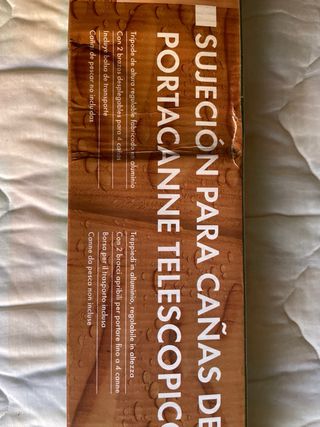 SUJECIÓN PARA CAÑAS DE
PORTACANNE TELESCOPICO
Trípode de altura regulable fabricado en aluminio
Con 2 brazos desplegables para 4 cañas
Incluye bolsa de transporte
Cañas de pescar no incluidas
Treppiedi in alluminio, regolabile in altezza
Con 2 bracci apribili per portare fino a 4 canne
Borsa per il trasporto inclusa
Canne da pesca non incluse